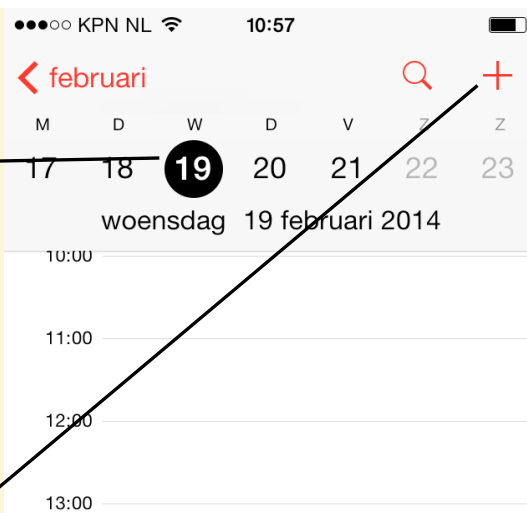 KPN NL 10:57
februari
M D W D V Z Z
17 18 19 20 21 22 23
woensdag 19 februari 2014
10:00
11:00
12:00
13:00